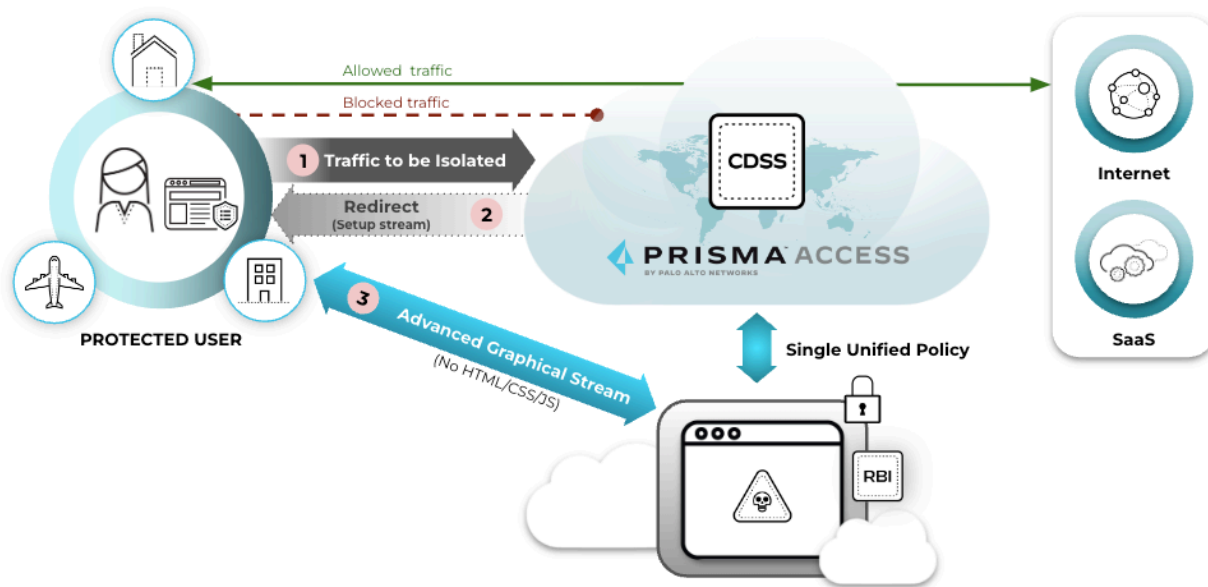 Allowed traffic
Blocked traffic
1 Traffic to be Isolated
Redirect
(Setup stream)
2
CDSS
PRISMA™ ACCESS
BY PALO ALTO NETWORKS
Internet
SaaS
PROTECTED USER
3 Advanced Graphical Stream
(No HTML/CSS/JS)
Single Unified Policy
RBI